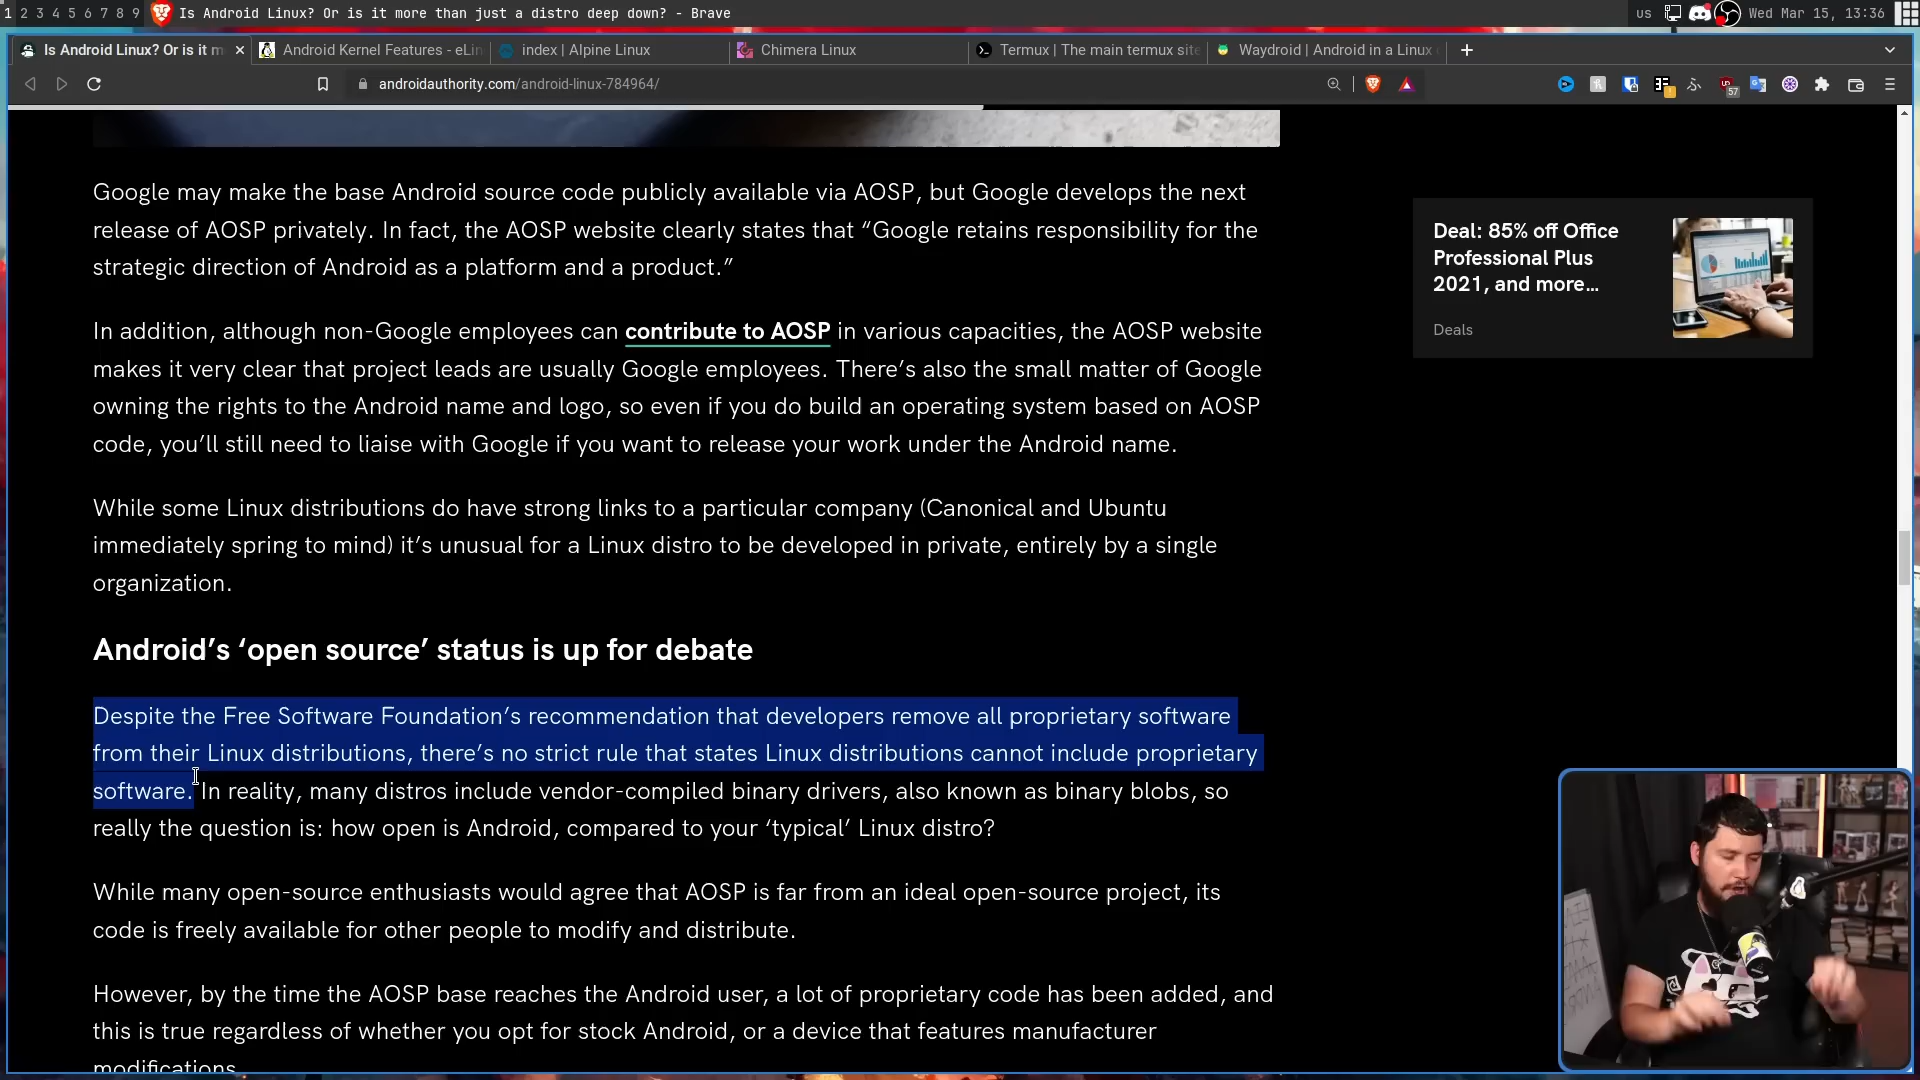 1 2 3 4 5 6 7 8 9 Is Android Linux? Or is it more than just a distro deep down? - Brave
us Wed Mar 15, 13:36
Is Android Linux? Or is it m
Android Kernel Features - eLin
index | Alpine Linux
Chimera Linux
Termux | The main termux site
Waydroid | Android in a Linux
androidauthority.com/android-linux-784964/
57
Google may make the base Android source code publicly available via AOSP, but Google develops the next
release of AOSP privately. In fact, the AOSP website clearly states that “Google retains responsibility for the
strategic direction of Android as a platform and a product.”
In addition, although non-Google employees can contribute to AOSP in various capacities, the AOSP website
makes it very clear that project leads are usually Google employees. There’s also the small matter of Google
owning the rights to the Android name and logo, so even if you do build an operating system based on AOSP
code, you’ll still need to liaise with Google if you want to release your work under the Android name.
While some Linux distributions do have strong links to a particular company (Canonical and Ubuntu
immediately spring to mind) it’s unusual for a Linux distro to be developed in private, entirely by a single
organization.
Android’s ‘open source’ status is up for debate
Despite the Free Software Foundation’s recommendation that developers remove all proprietary software
from their Linux distributions, there’s no strict rule that states Linux distributions cannot include proprietary
software. In reality, many distros include vendor-compiled binary drivers, also known as binary blobs, so
really the question is: how open is Android, compared to your ‘typical’ Linux distro?
While many open-source enthusiasts would agree that AOSP is far from an ideal open-source project, its
code is freely available for other people to modify and distribute.
However, by the time the AOSP base reaches the Android user, a lot of proprietary code has been added, and
this is true regardless of whether you opt for stock Android, or a device that features manufacturer
modifications.
Deal: 85% off Office
Professional Plus
2021, and more...
Deals